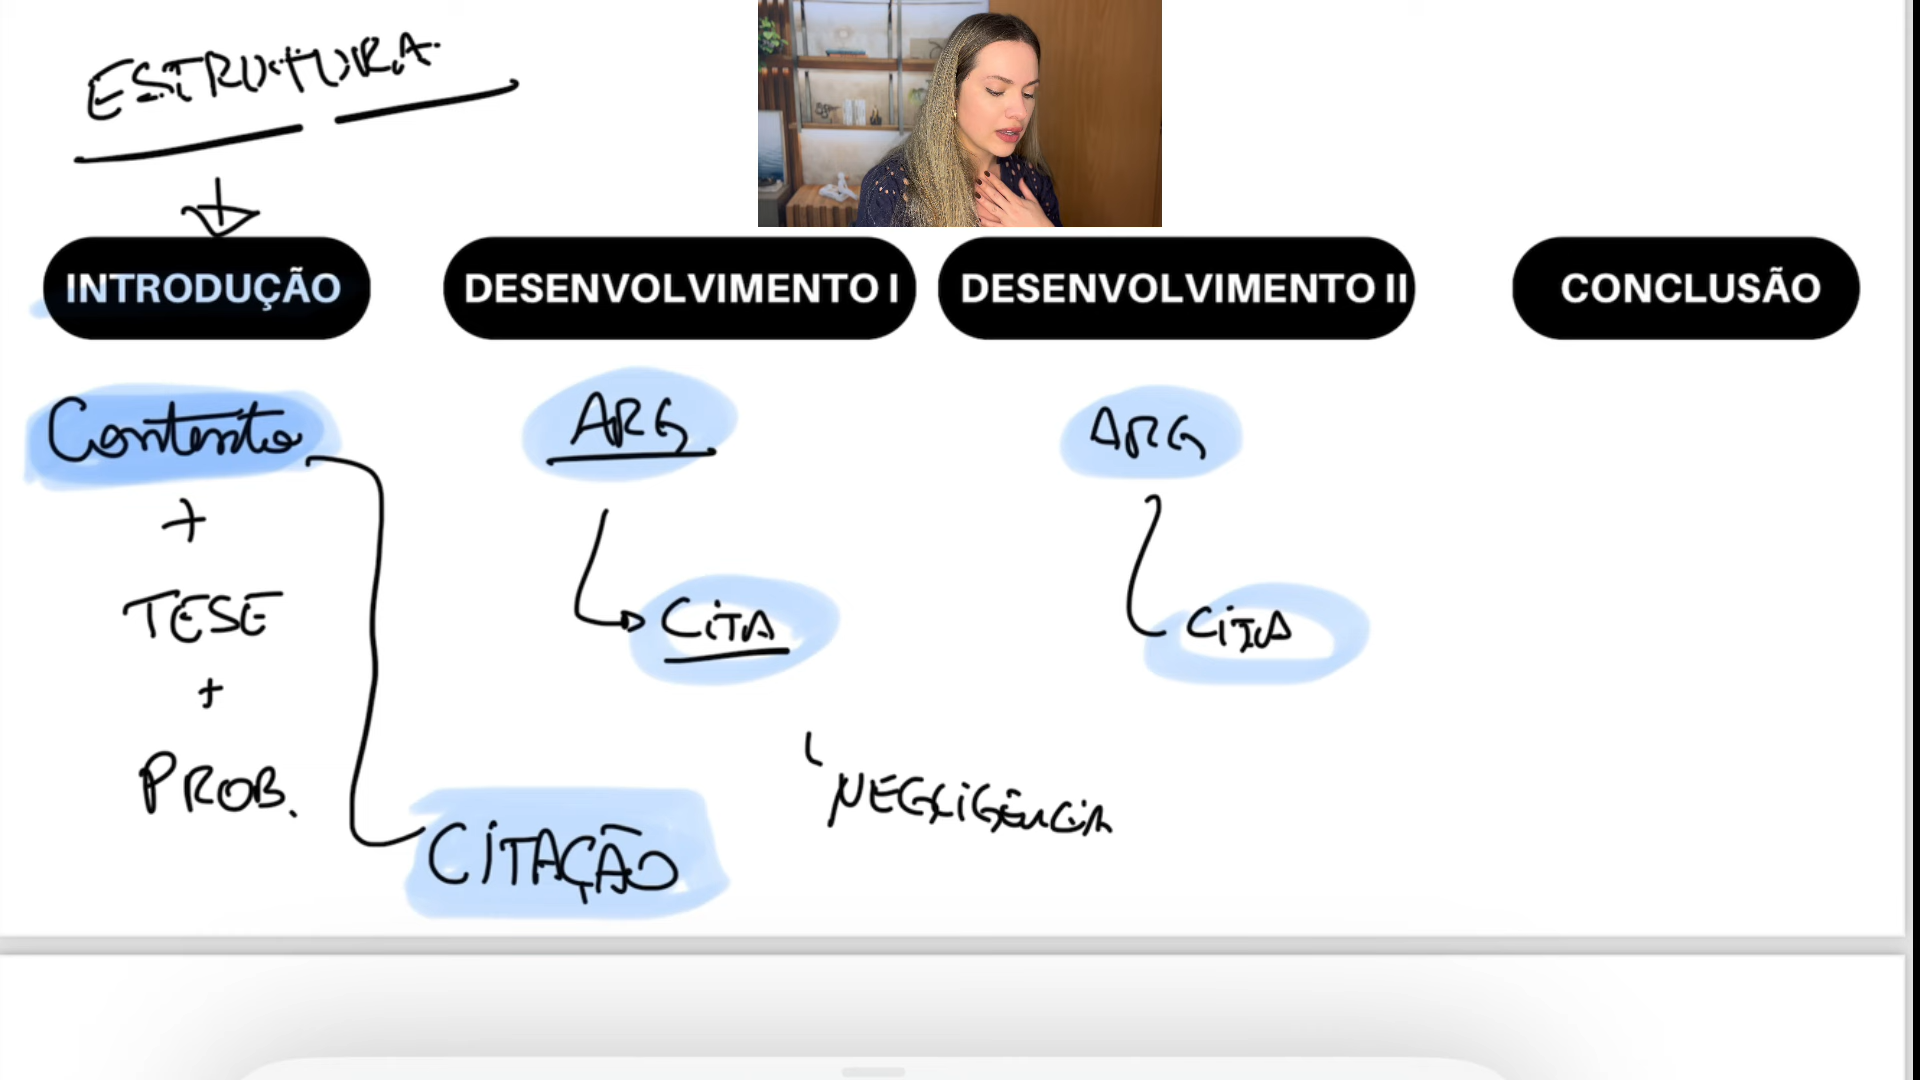 ESTRUTURA
INTRODUÇÃO
DESENVOLVIMENTO I
DESENVOLVIMENTO II
CONCLUSÃO
Contexto
ARG
ARG
+
TESE
CITA
CITA
+
PROB.
NEGLIGÊNCIA
CITAÇÃO